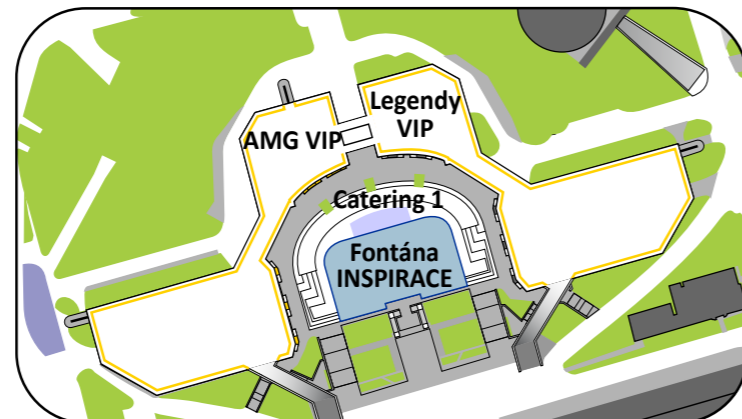 AMG VIP
Legendy
VIP
Catering 1
Fontána
INSPIRACE